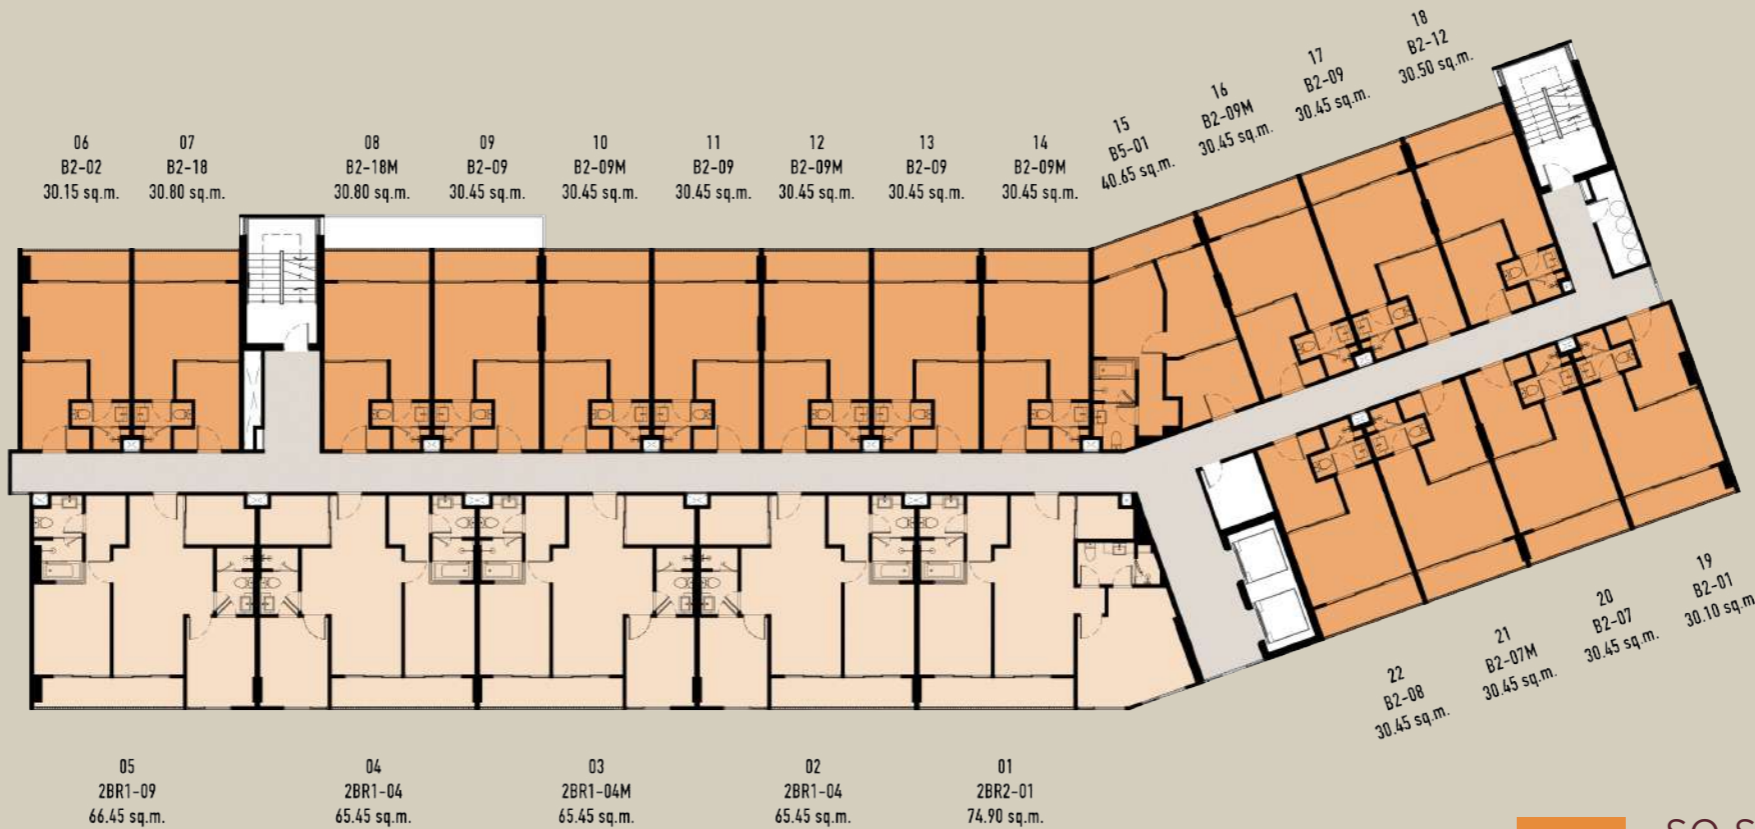 18
B2-12
30.50 sq.m.
17
B2-09
30.45 sq.m.
16
B2-09M
30.45 sq.m.
15
B5-01
40.65 sq.m.
06
B2-02
30.15 sq.m.
07
B2-18
30.80 sq.m.
08
B2-18M
30.80 sq.m.
09
B2-09
30.45 sq.m.
10
B2-09M
30.45 sq.m.
11
B2-09
30.45 sq.m.
12
B2-09M
30.45 sq.m.
13
B2-09
30.45 sq.m.
14
B2-09M
30.45 sq.m.
19
B2-01
30.10 sq.m
20
B2-07
30.45 sq.m.
21
B2-07M
30.45 sq.m.
22
B2-08
30.45 sq.m.
05
2BR1-09
66.45 sq.m.
04
2BR1-04
65.45 sq.m.
03
2BR1-04M
65.45 sq.m.
02
2BR1-04
65.45 sq.m.
01
2BR2-01
74.90 sq.m.